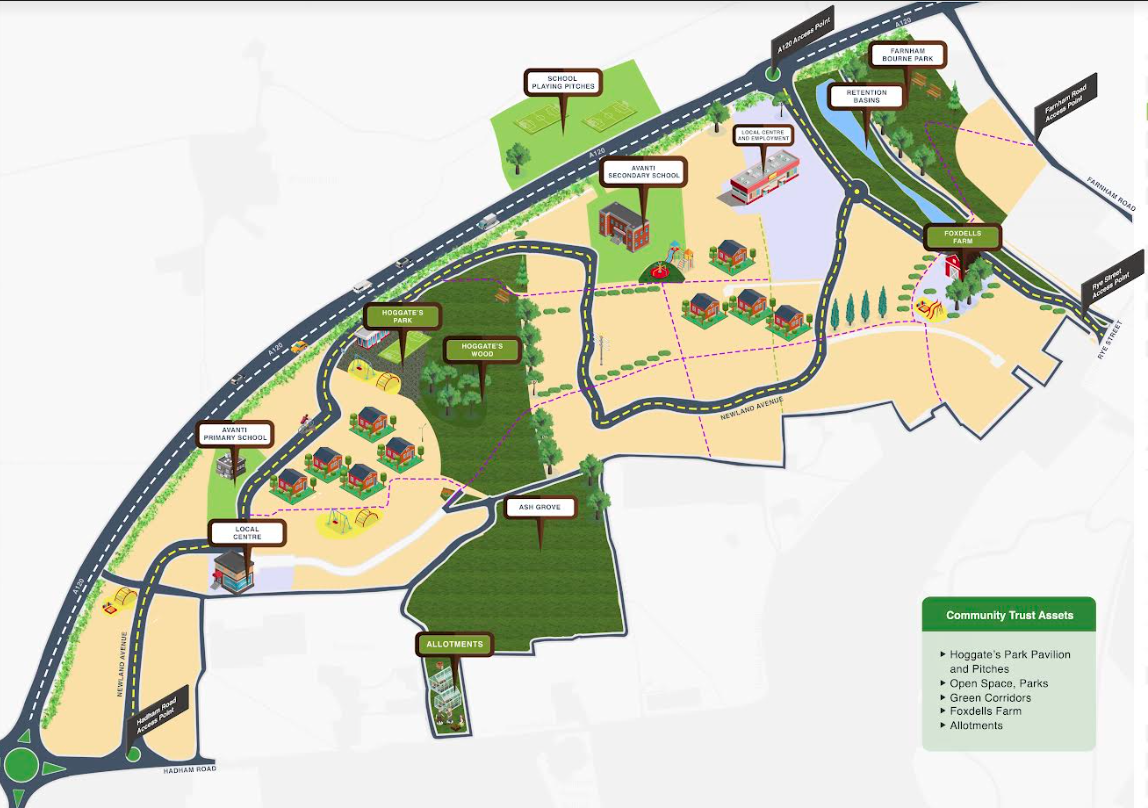 A120
A120 Access Point
FARNHAM
BOURNE PARK
SCHOOL
PLAYING PITCHES
RETENTION
BASINS
Farnham Road
Access Point
LOCAL CENTRE
AND EMPLOYMENT
A120
AVANTI
SECONDARY SCHOOL
FARNHAM ROAD
FOXDELLS
FARM
Rye Street
Access Point
RYE STREET
HOGGATE'S
PARK
HOGGATE'S
WOOD
A120
NEWLAND AVENUE
AVANTI
PRIMARY SCHOOL
ASH GROVE
LOCAL
CENTRE
A120
NEWLAND AVENUE
ALLOTMENTS
Hadham Road
Access Point
HADHAM ROAD
Community Trust Assets
▸ Hoggate's Park Pavilion
and Pitches
▸ Open Space, Parks
▸ Green Corridors
▸ Foxdells Farm
▸ Allotments